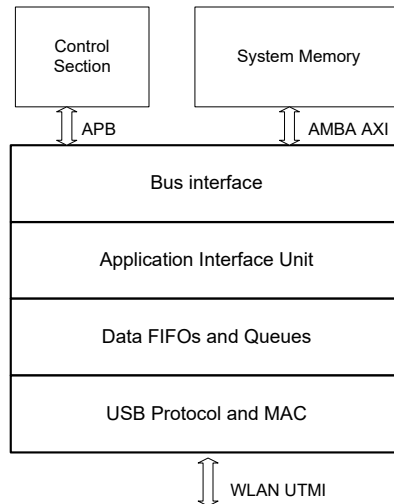 Control
Section
System Memory
APB
AMBA AXI
Bus interface
Application Interface Unit
Data FIFOs and Queues
USB Protocol and MAC
WLAN UTMI